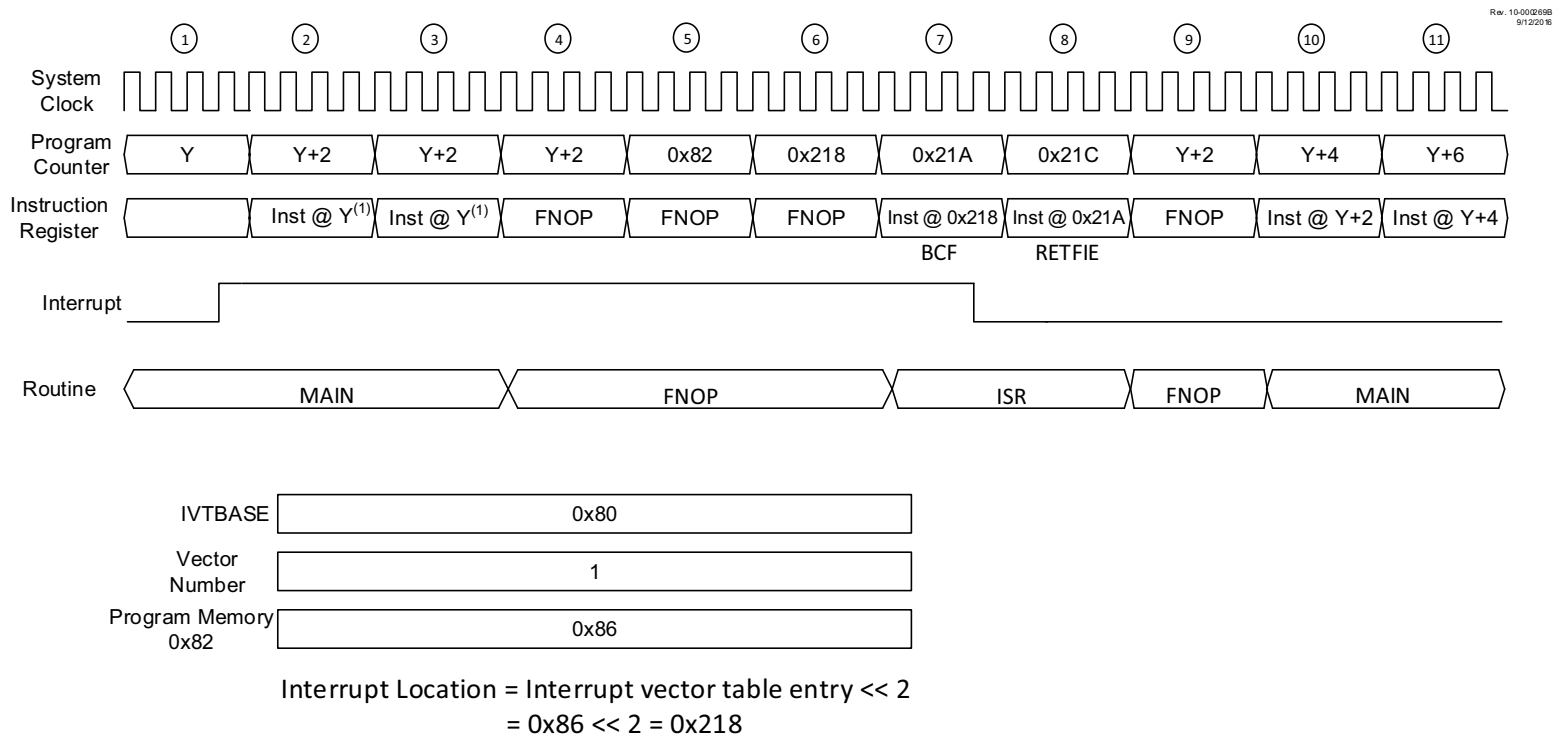 Rev. 10-000269B
9/12/2016
1 2 3 4 5 6 7 8 9 10 11
System
Clock
Program
Counter
Y Y+2 Y+2 Y+2 0x82 0x218 0x21A 0x21C Y+2 Y+4 Y+6
Instruction
Register
Inst @ Y(1) Inst @ Y(1) FNOP FNOP FNOP Inst @ 0x218 Inst @ 0x21A FNOP Inst @ Y+2 Inst @ Y+4
BCF RETFIE
Interrupt
Routine MAIN FNOP ISR FNOP MAIN
IVTBASE 0x80
Vector
Number
1
Program Memory
0x82
0x86
Interrupt Location = Interrupt vector table entry << 2
= 0x86 << 2 = 0x218